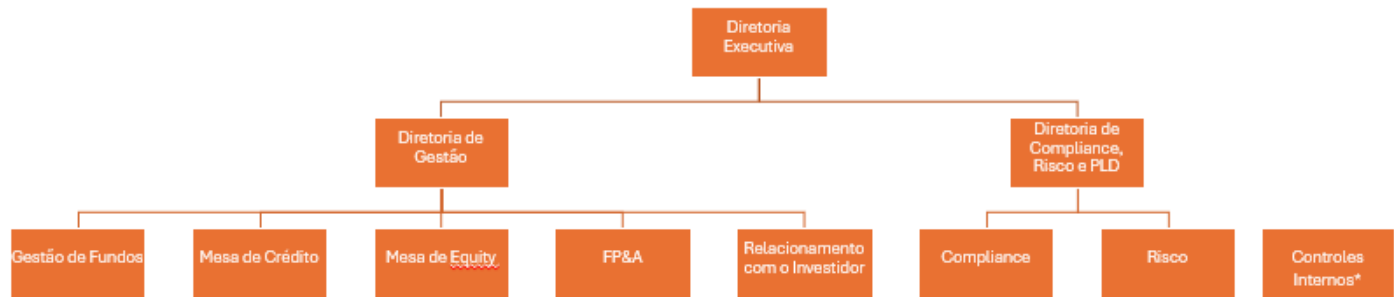 Diretoria
Executiva
Diretoria de
Gestão
Diretoria de
Compliance,
Risco e PLD
Gestão de Fundos
Mesa de Crédito
Mesa de Equity
FP&A
Relacionamento
com o Investidor
Compliance
Risco
Controles
Internos*